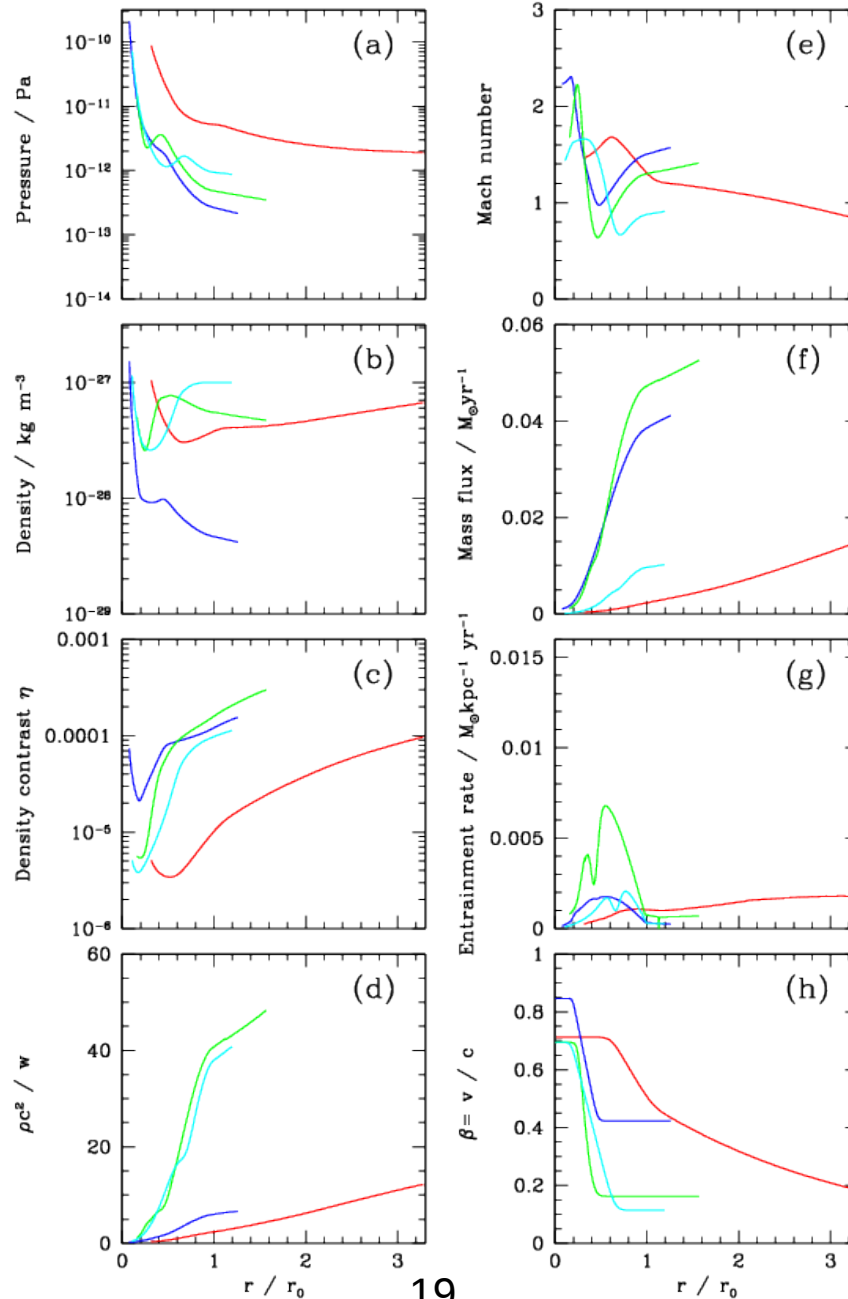 (a)
Pressure / Pa
10⁻¹⁰
10⁻¹¹
10⁻¹²
10⁻¹³
10⁻¹⁴
(b)
Density / kg m⁻³
10⁻²⁷
10⁻²⁸
10⁻²⁹
(c)
Density contrast η
0.001
0.0001
10⁻⁵
10⁻⁶
(d)
ρc² / w
60
40
20
0
0 1 2 3
r / r₀
(e)
Mach number
3
2
1
0
(f)
Mass flux / M⊙yr⁻¹
0.06
0.04
0.02
0
(g)
Entrainment rate / M⊙kpc⁻¹ yr⁻¹
0.015
0.01
0.005
0
(h)
β= v / c
1
0.8
0.6
0.4
0.2
0
0 1 2 3
r / r₀
19